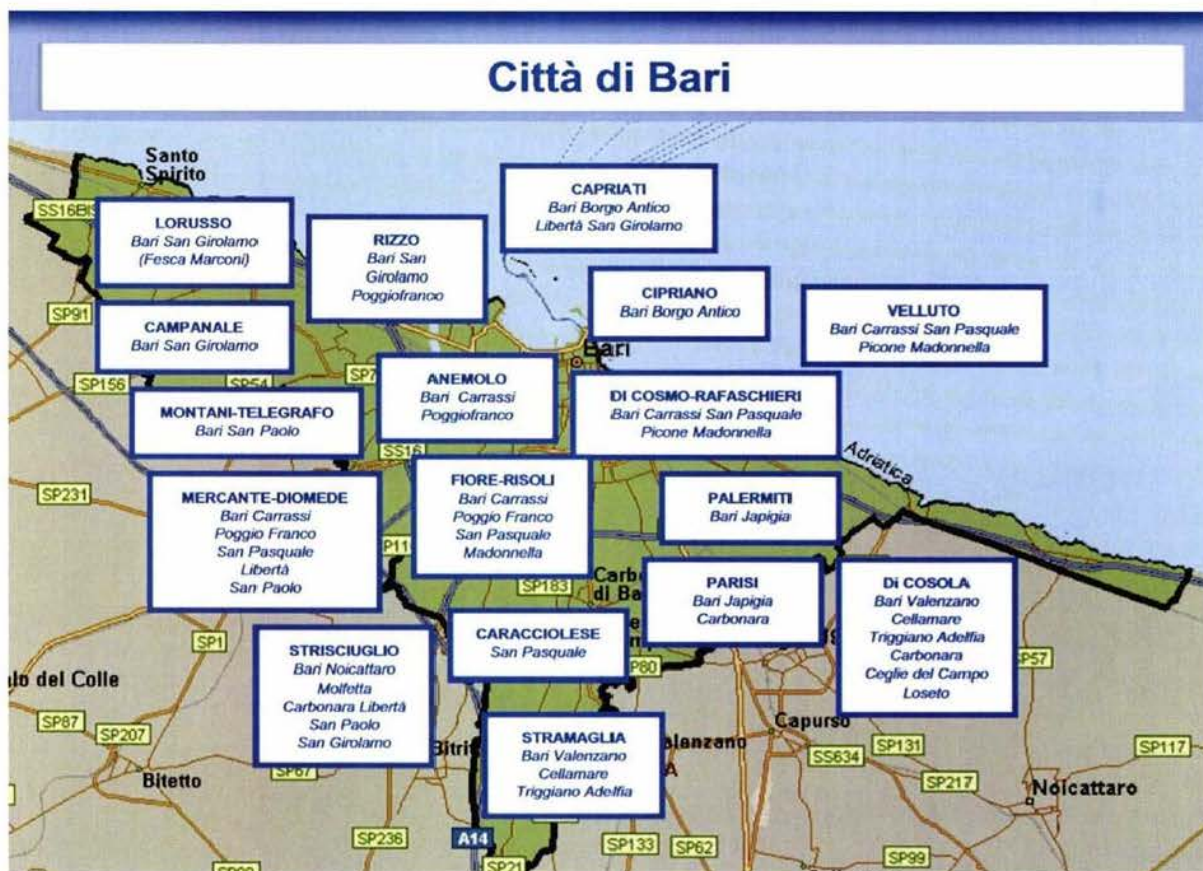 Città di Bari
Santo
Spirito
SS16BIS
LORUSSO
Bari San Girolamo
(Fesca Marconi)
RIZZO
Bari San
Girolamo
Poggiofranco
CAPRIATI
Bari Borgo Antico
Libertà San Girolamo
CIPRIANO
Bari Borgo Antico
VELLUTO
Bari Carrassi San Pasquale
Picone Madonnella
SP91
CAMPANALE
Bari San Girolamo
Bari
SP156
SP54
ANEMOLO
Bari Carrassi
Poggiofranco
DI COSMO-RAFASCHIERI
Bari Carrassi San Pasquale
Picone Madonnella
MONTANI-TELEGRAFO
Bari San Paolo
SS16
Adriatica
SP231
MERCANTE-DIOMEDE
Bari Carrassi
Poggio Franco
San Pasquale
Libertà
San Paolo
FIORE-RISOLI
Bari Carrassi
Poggio Franco
San Pasquale
Madonnella
PALERMITI
Bari Japigia
SP183
PARISI
Bari Japigia
Carbonara
Di COSOLA
Bari Valenzano
Cellamare
Triggiano Adelfia
Carbonara
Ceglie del Campo
Loseto
SP1
STRISCIUGLIO
Bari Noicattaro
Molfetta
Carbonara Libertà
San Paolo
San Girolamo
CARACCIOLESE
San Pasquale
P80
SP57
alo del Colle
SP87
SP207
Bitetto
SP67
Bitrit
STRAMAGLIA
Bari Valenzano
Cellamare
Triggiano Adelfia
alenzano
Capurso
SS634
SP131
SP117
SP217
Noicattaro
SP236
A14
SP21
SP133
SP62
SP99